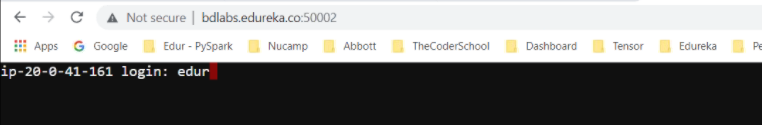 Not secure | bdlabs.edureka.co:50002
Apps Google Edur - PySpark Nucamp Abbott TheCoderSchool Dashboard Tensor Edureka Pe
ip-20-0-41-161 login: edur